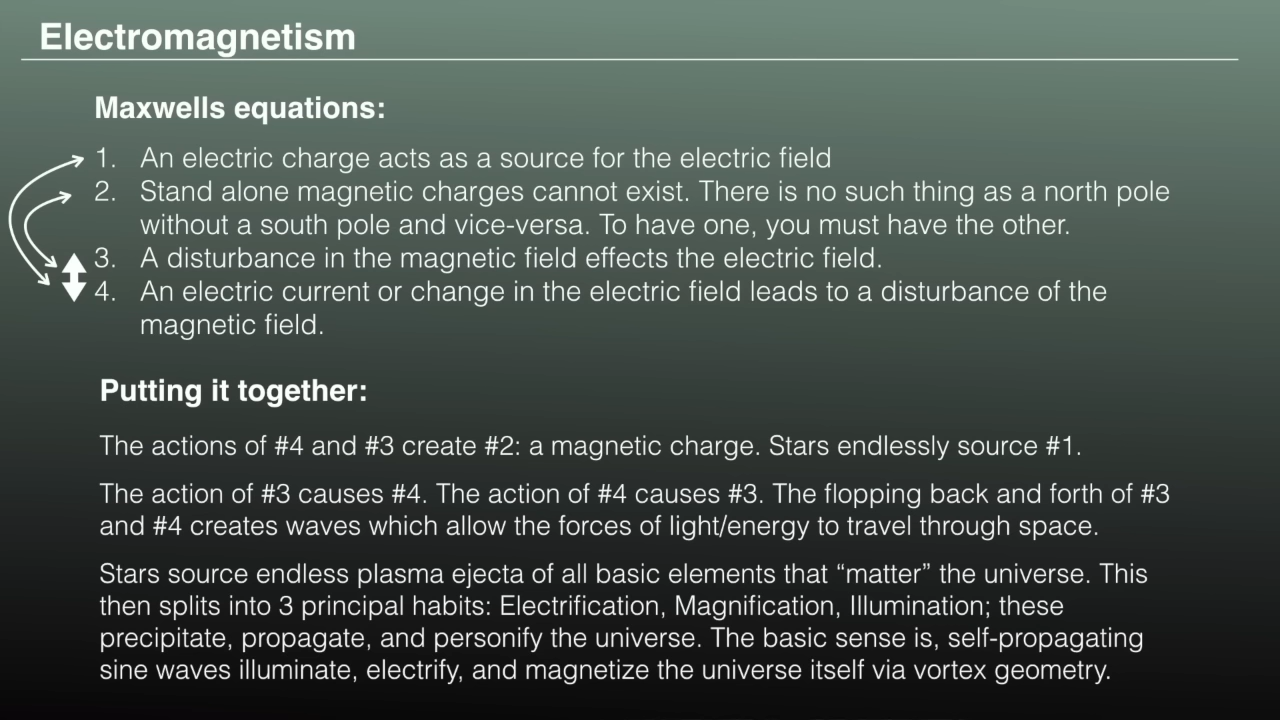 Electromagnetism
Maxwells equations:
1. An electric charge acts as a source for the electric field
2. Stand alone magnetic charges cannot exist. There is no such thing as a north pole
without a south pole and vice-versa. To have one, you must have the other.
3. A disturbance in the magnetic field effects the electric field.
4. An electric current or change in the electric field leads to a disturbance of the
magnetic field.
Putting it together:
The actions of #4 and #3 create #2: a magnetic charge. Stars endlessly source #1.
The action of #3 causes #4. The action of #4 causes #3. The flopping back and forth of #3
and #4 creates waves which allow the forces of light/energy to travel through space.
Stars source endless plasma ejecta of all basic elements that “matter” the universe. This
then splits into 3 principal habits: Electrification, Magnification, Illumination; these
precipitate, propagate, and personify the universe. The basic sense is, self-propagating
sine waves illuminate, electrify, and magnetize the universe itself via vortex geometry.